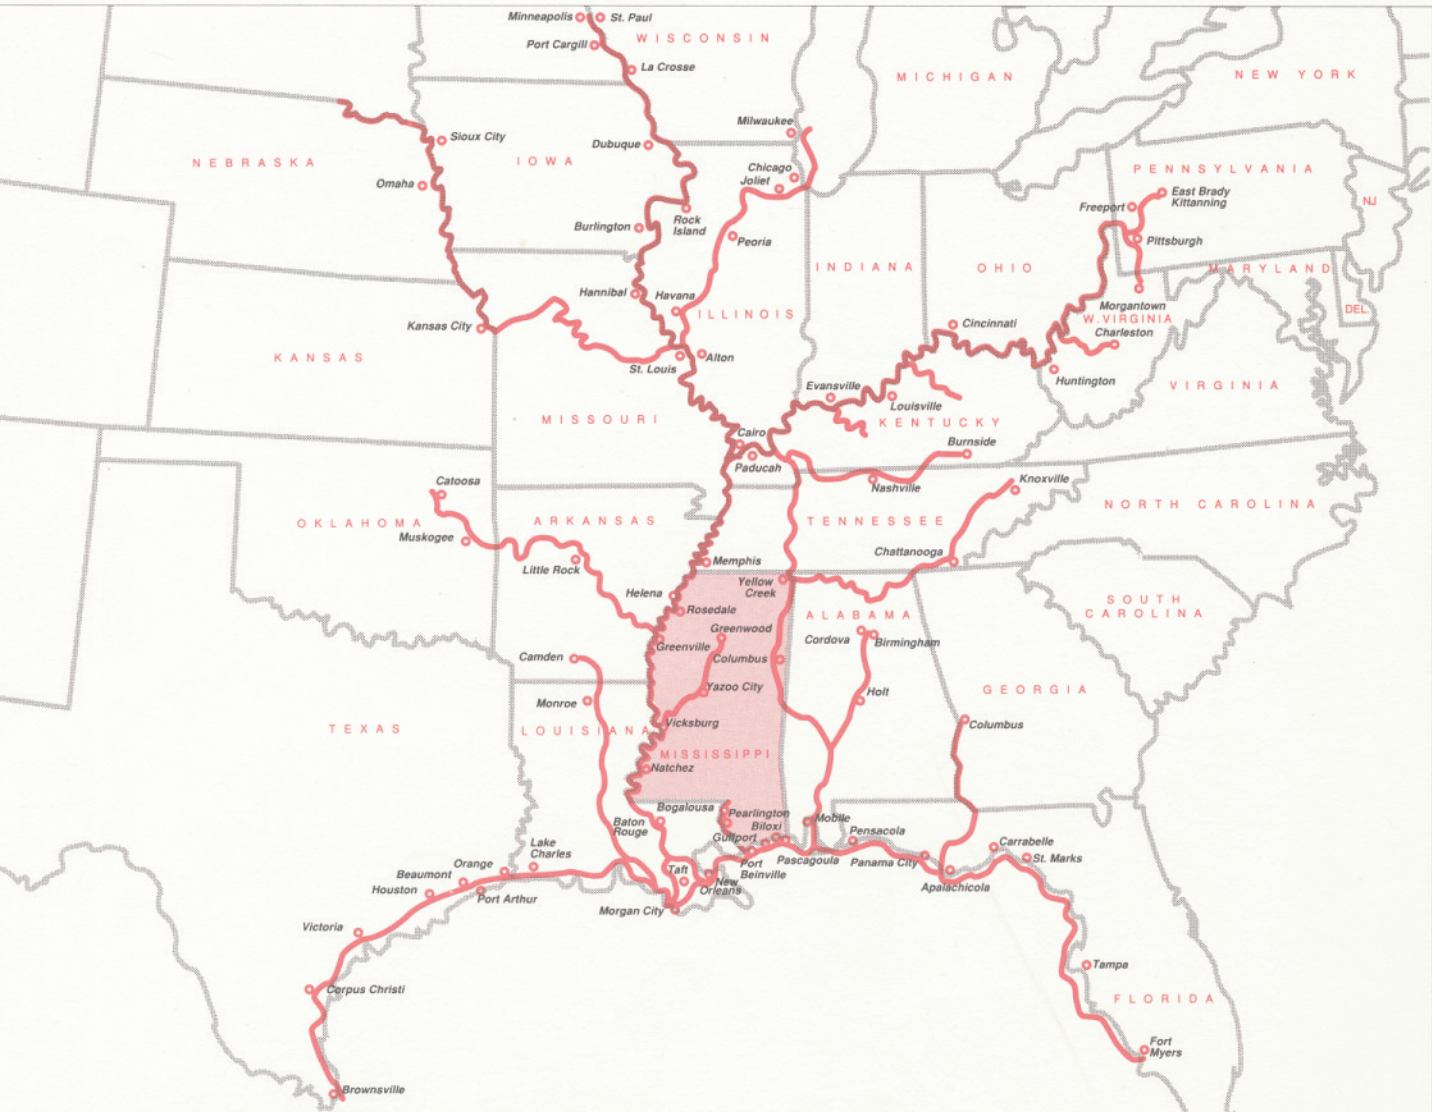 Minneapolis
St. Paul
WISCONSIN
Port Cargill
La Crosse
MICHIGAN
NEW YORK
Milwaukee
Sioux City
Dubuque
NEBRASKA
IOWA
Chicago
Joliet
PENNSYLVANIA
Omaha
East Brady
Kittanning
Freeport
NJ
Rock
Island
Burlington
Peoria
Pittsburgh
INDIANA
OHIO
MARYLAND
Hannibal
Havana
ILLINOIS
Morgantown
W.VIRGINIA
DEL.
Kansas City
Cincinnati
Charleston
KANSAS
St. Louis
Alton
Huntington
VIRGINIA
Evansville
Louisville
MISSOURI
KENTUCKY
Cairo
Burnside
Paducah
Nashville
Knoxville
Catoosa
NORTH CAROLINA
OKLAHOMA
ARKANSAS
TENNESSEE
Muskogee
Chattanooga
Memphis
Little Rock
Yellow
Creek
Helena
Rosedale
ALABAMA
SOUTH
CAROLINA
Greenwood
Cordova
Birmingham
Greenville
Camden
Columbus
Yazoo City
Holt
GEORGIA
Monroe
Vicksburg
Columbus
TEXAS
LOUISIANA
MISSISSIPPI
Natchez
Bogalousa
Pearlington
Biloxi
Mobile
Baton
Rouge
Gulfport
Pensacola
Lake
Charles
Carrabelle
Orange
Port
Beinville
Pascagoula
Panama City
St. Marks
Beaumont
Taft
New
Orleans
Apalachicola
Houston
Port Arthur
Morgan City
Victoria
Tampa
Corpus Christi
FLORIDA
Fort
Myers
Brownsville